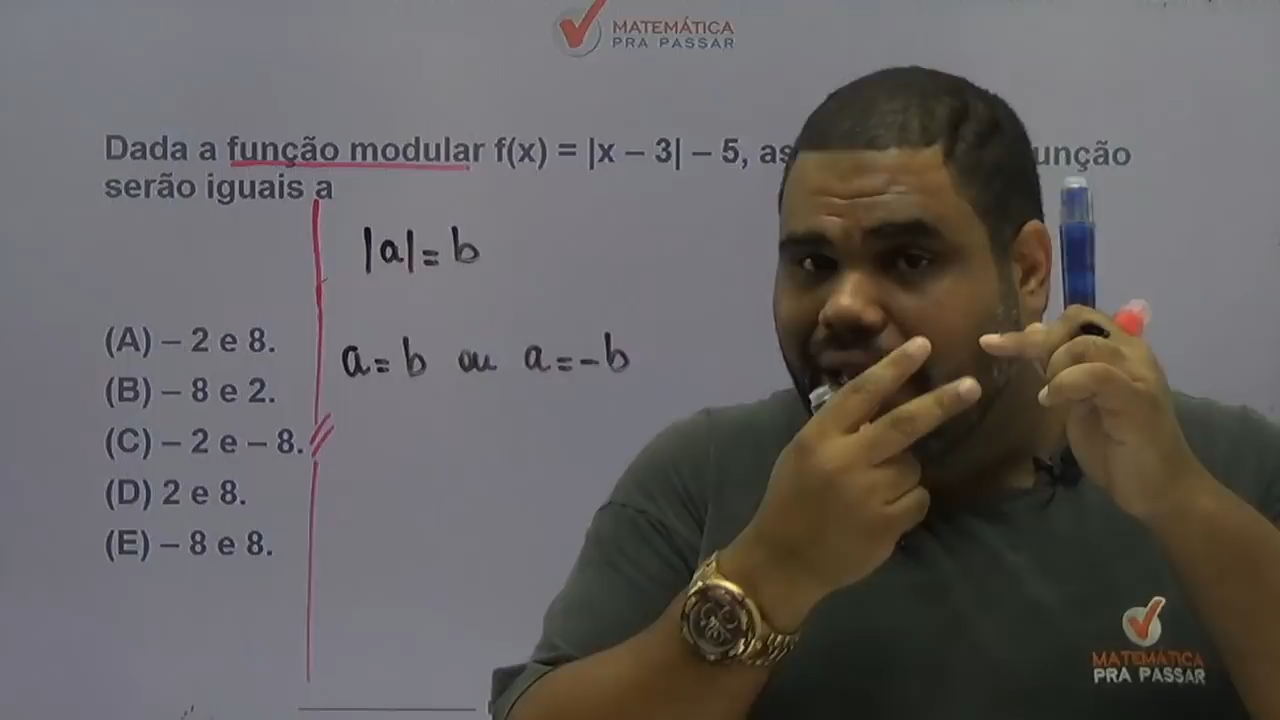 MATEMÁTICA
PRA PASSAR
Dada a função modular f(x) = |x – 3| – 5, as unção
serão iguais a
|a| = b
a = b ou a = – b
(A) – 2 e 8.
(B) – 8 e 2.
(C) – 2 e – 8.
(D) 2 e 8.
(E) – 8 e 8.
MATEMÁTICA
PRA PASSAR